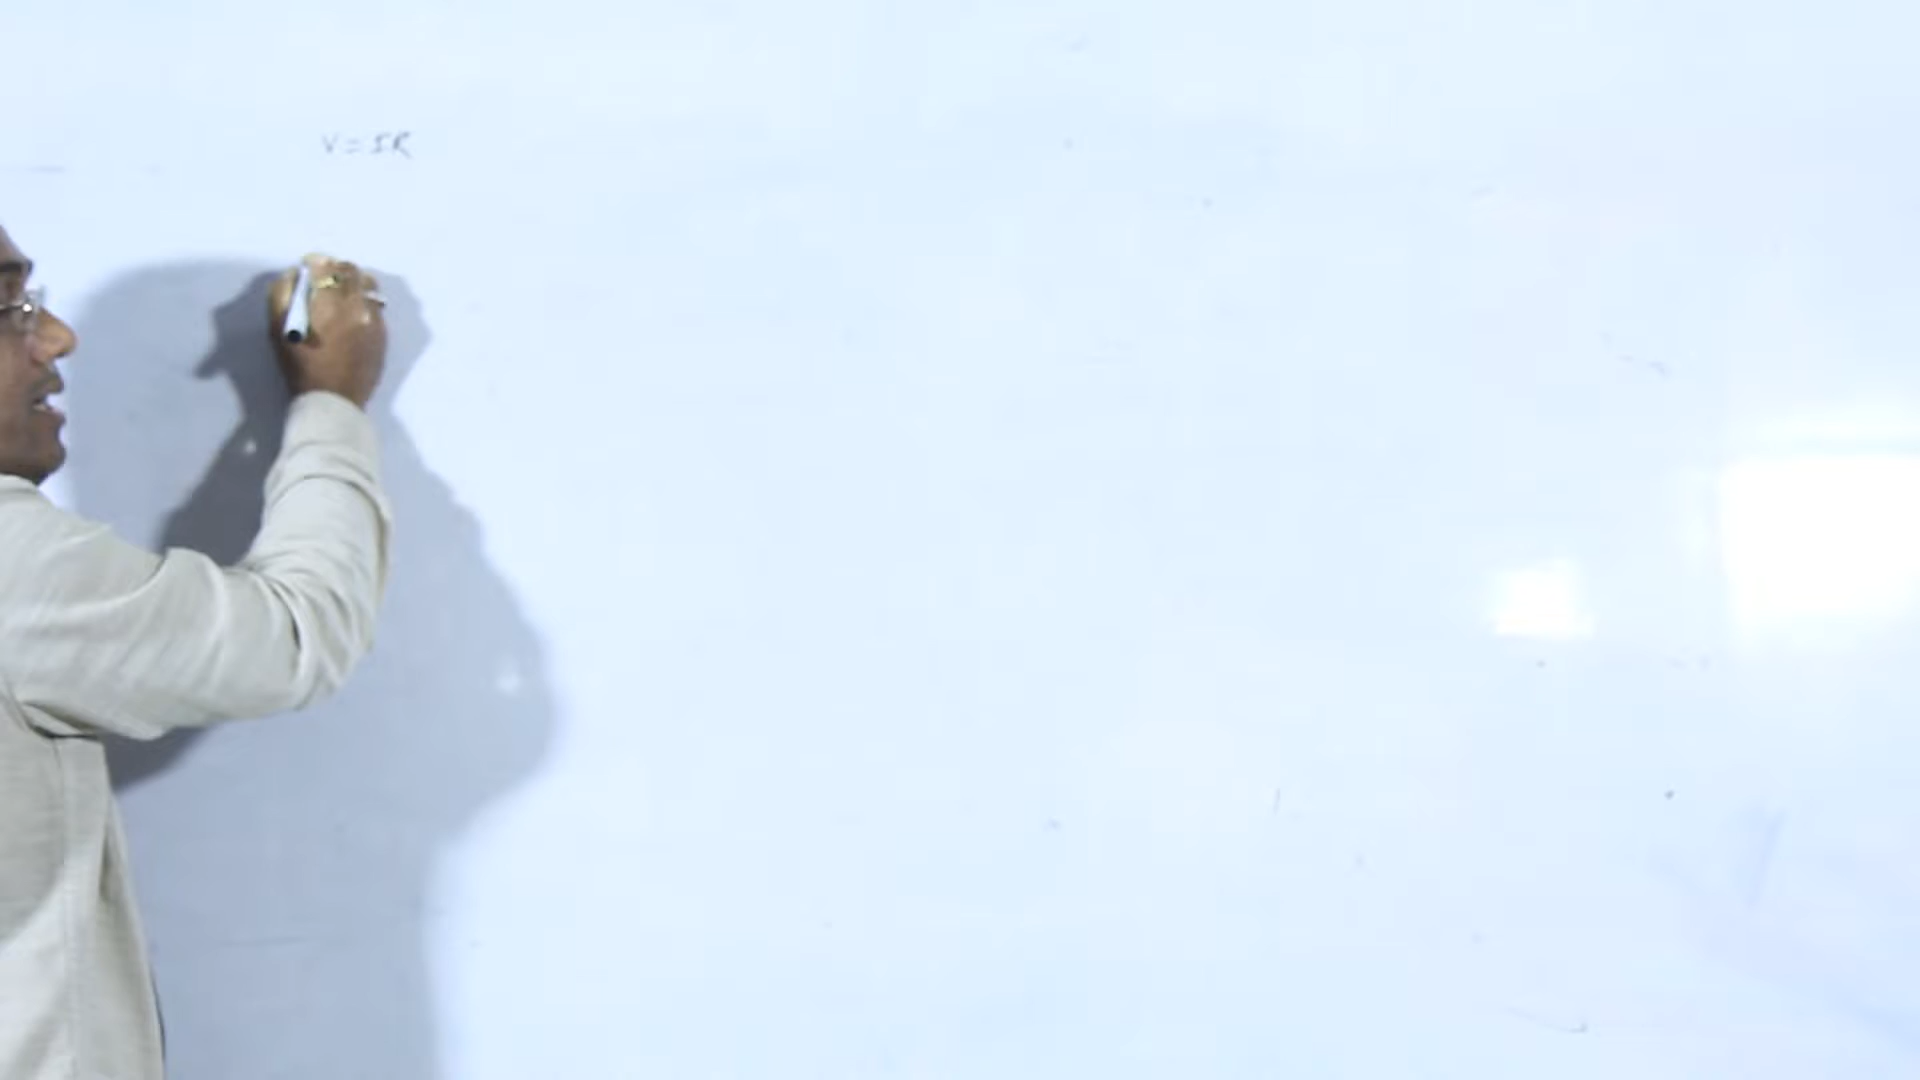 V = IR